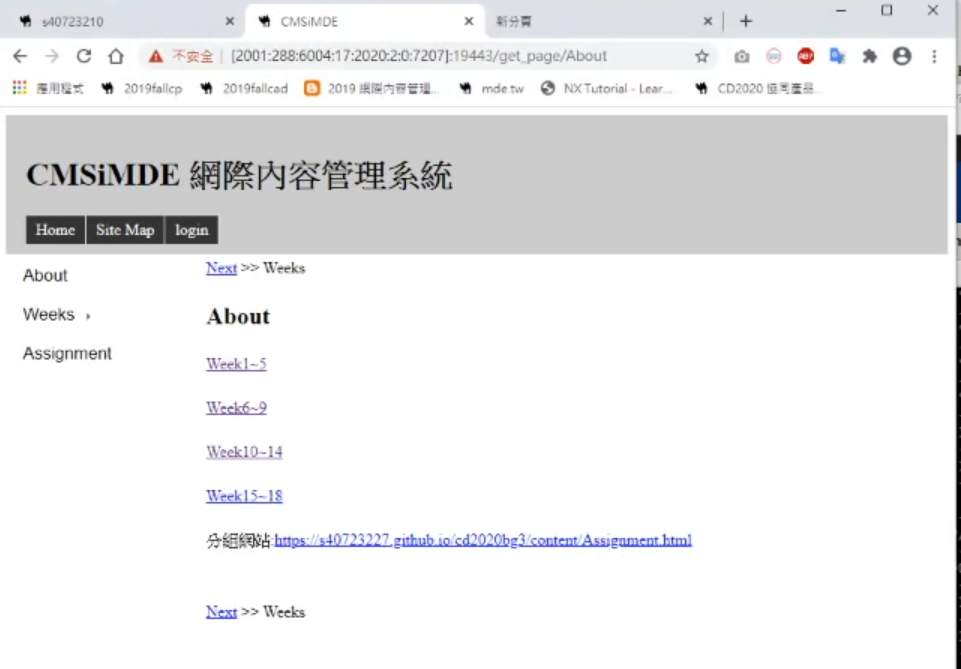 s40723210
CMSiMDE
新分頁
不安全 [2001:288:6004:17:2020:2:0:7207]:19443/get_page/About
應用程式 2019fallcp 2019fallcad 2019 網際內容管理... mde.tw NX Tutorial - Lear... CD2020 協同產品...
CMSiMDE 網際內容管理系統
Home Site Map login
About
Weeks
Assignment
Next >> Weeks
About
Week1~5
Week6~9
Week10~14
Week15~18
分組網站:https://s40723227.github.io/cd2020bg3/content/Assignment.html
Next >> Weeks